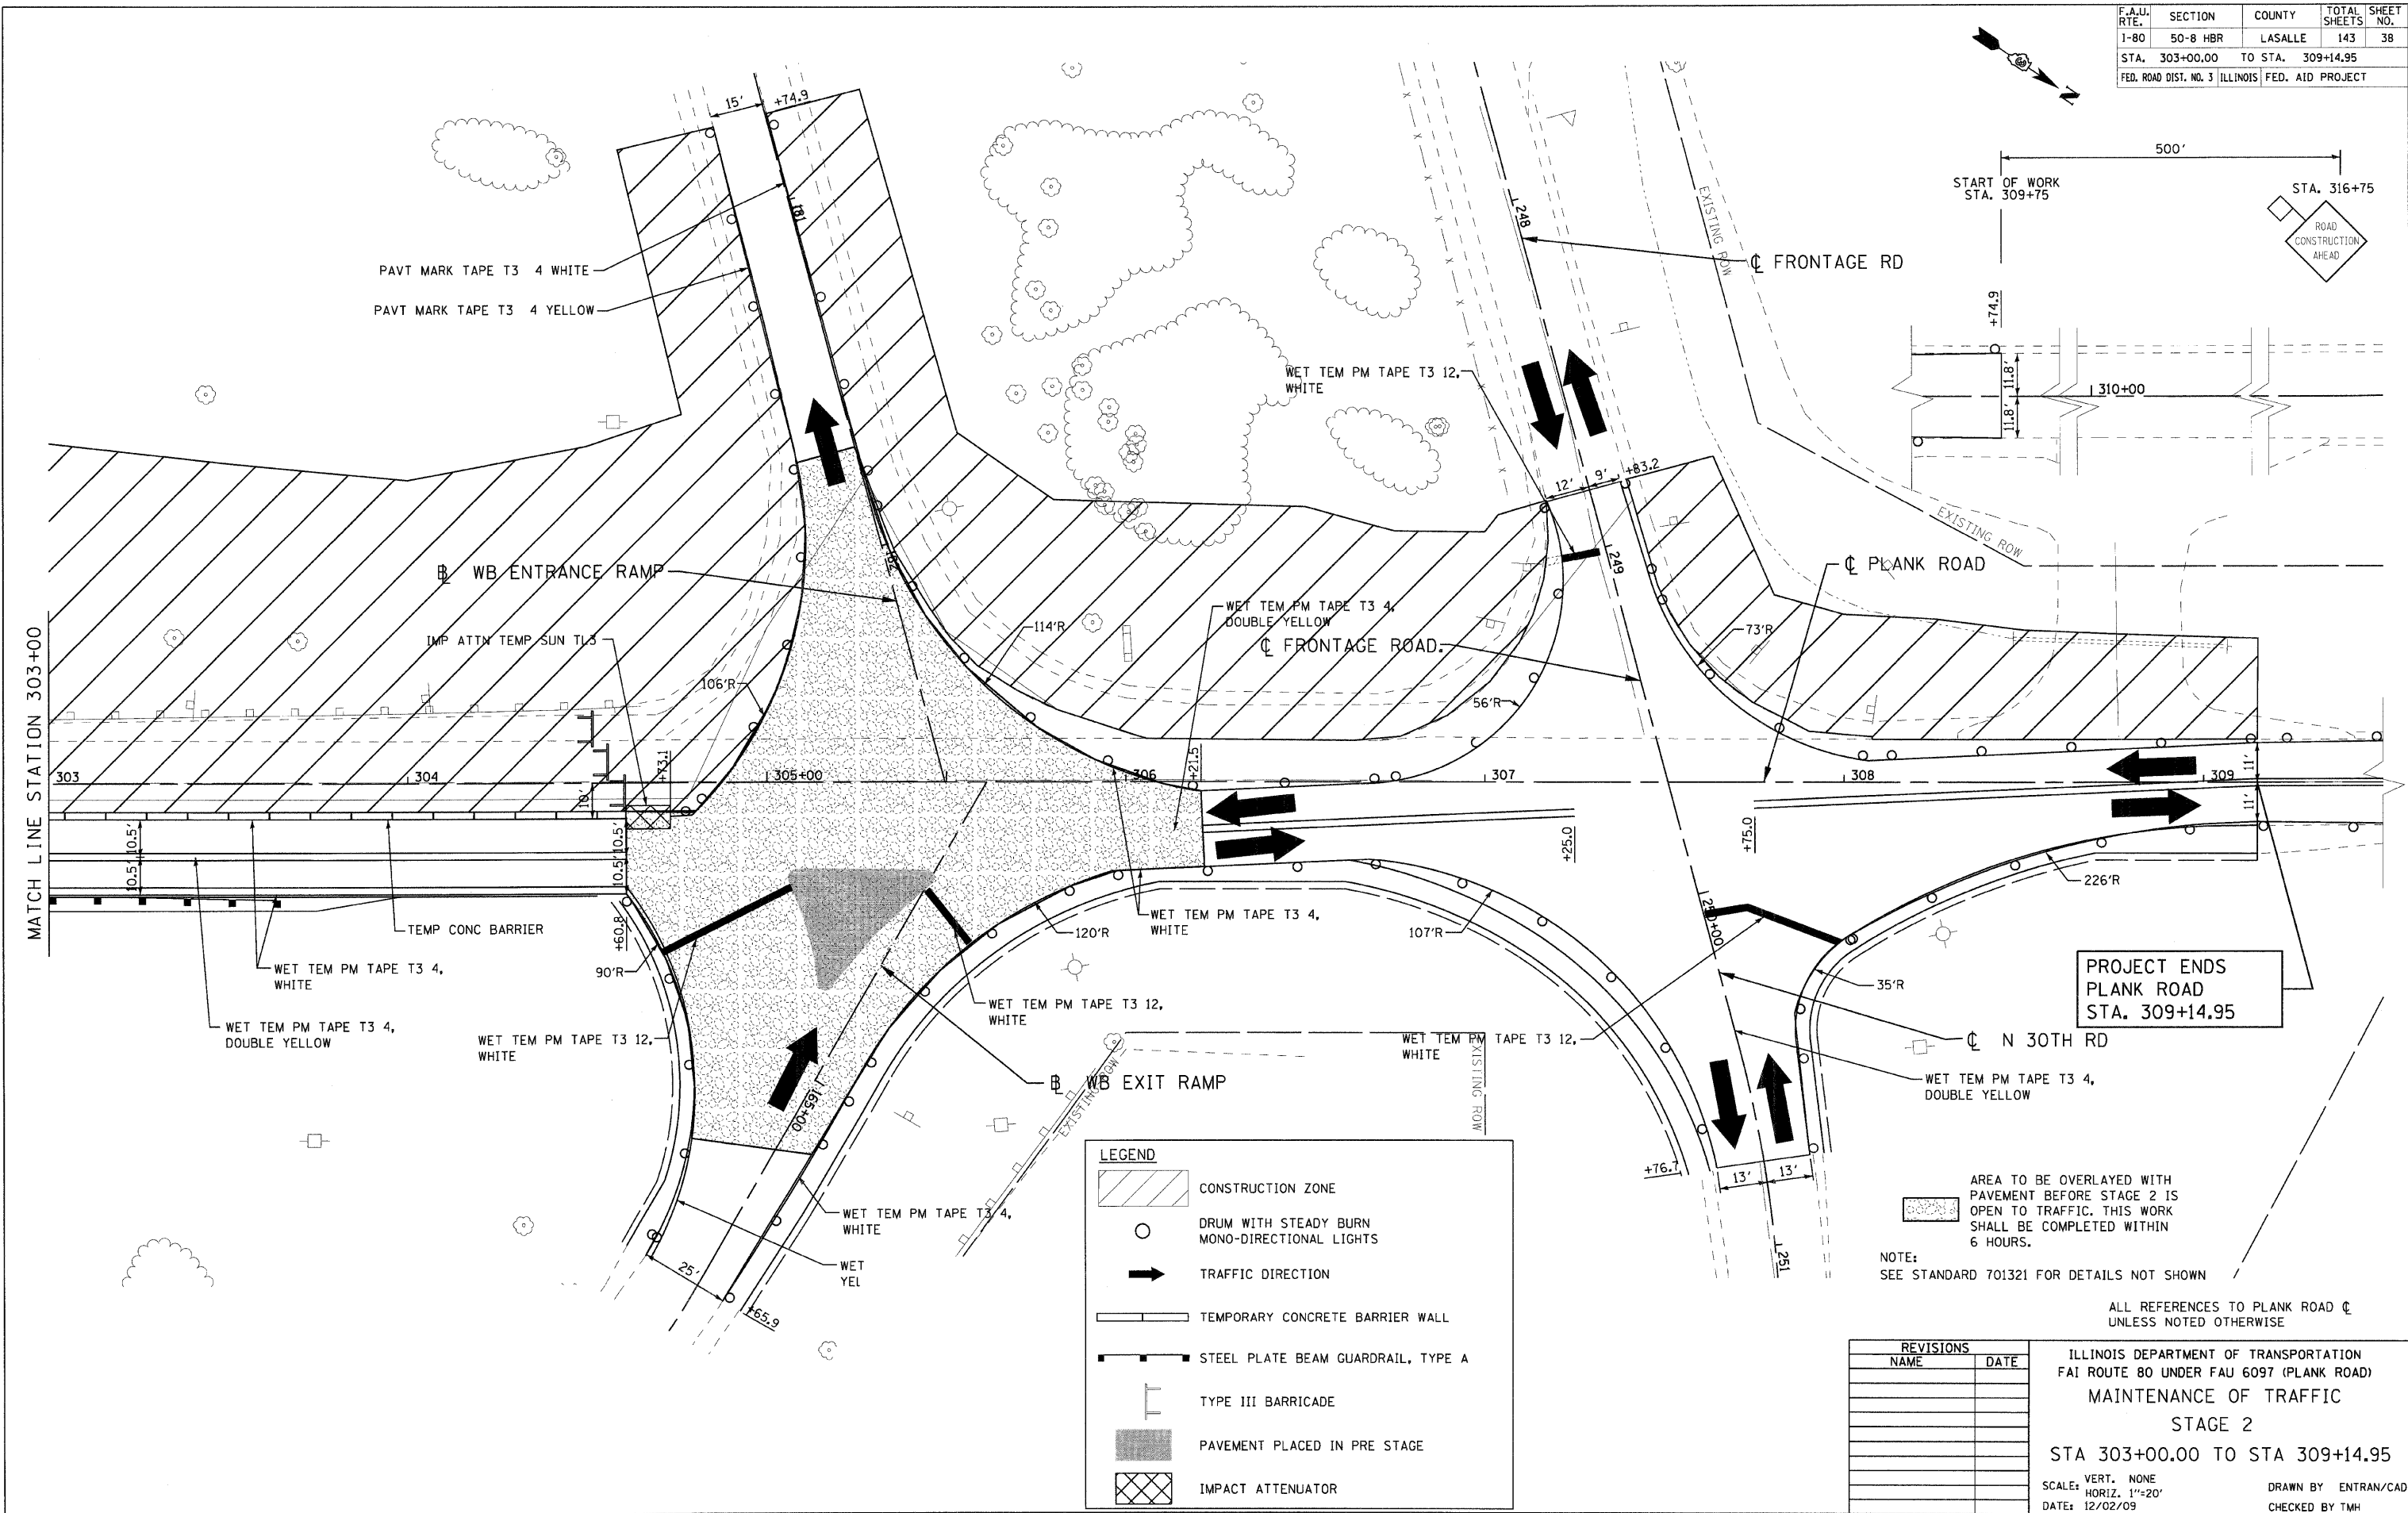 F.A.U. RTE. SECTION COUNTY TOTAL SHEETS SHEET NO.
I-80 50-8 HBR LASALLE 143 38
STA. 303+00.00 TO STA. 309+14.95
FED. ROAD DIST. NO. 3 ILLINOIS FED. AID PROJECT
N
500'
START OF WORK
STA. 309+75
STA. 316+75
ROAD
CONSTRUCTION
AHEAD
+74.9
11.8'
11.8'
310+00
15'
+74.9
181
PAVT MARK TAPE T3 4 WHITE
PAVT MARK TAPE T3 4 YELLOW
248
EXISTING ROW
℄ FRONTAGE RD
WET TEM PM TAPE T3 12,
WHITE
12'
9'
+83.2
249
EXISTING ROW
℄ PLANK ROAD
B WB ENTRANCE RAMP
182
WET TEM PM TAPE T3 4,
DOUBLE YELLOW
℄ FRONTAGE ROAD
114'R
73'R
IMP ATTN TEMP SUN TL3
106'R
56'R
MATCH LINE STATION 303+00
303
304
10'
+73.1
305+00
306
+21.5
307
308
309
11'
11'
10.5'
10.5'
10.5'
10.5'
+25.0
+75.0
226'R
TEMP CONC BARRIER
+60.8
90'R
120'R
WET TEM PM TAPE T3 4,
WHITE
107'R
250+00
WET TEM PM TAPE T3 4,
WHITE
35'R
PROJECT ENDS
PLANK ROAD
STA. 309+14.95
WET TEM PM TAPE T3 4,
DOUBLE YELLOW
WET TEM PM TAPE T3 12,
WHITE
WET TEM PM TAPE T3 12,
WHITE
WET TEM PM TAPE T3 12,
WHITE
℄ N 30TH RD
EXISTING ROW
EXISTING ROW
B WB EXIT RAMP
165+00
WET TEM PM TAPE T3 4,
DOUBLE YELLOW
+76.7
13'
13'
251
WET TEM PM TAPE T3 4,
WHITE
WET
YEL
25'
+65.9
LEGEND
CONSTRUCTION ZONE
DRUM WITH STEADY BURN
MONO-DIRECTIONAL LIGHTS
TRAFFIC DIRECTION
TEMPORARY CONCRETE BARRIER WALL
STEEL PLATE BEAM GUARDRAIL, TYPE A
TYPE III BARRICADE
PAVEMENT PLACED IN PRE STAGE
IMPACT ATTENUATOR
AREA TO BE OVERLAYED WITH
PAVEMENT BEFORE STAGE 2 IS
OPEN TO TRAFFIC. THIS WORK
SHALL BE COMPLETED WITHIN
6 HOURS.
NOTE:
SEE STANDARD 701321 FOR DETAILS NOT SHOWN
ALL REFERENCES TO PLANK ROAD ℄
UNLESS NOTED OTHERWISE
REVISIONS
NAME DATE
ILLINOIS DEPARTMENT OF TRANSPORTATION
FAI ROUTE 80 UNDER FAU 6097 (PLANK ROAD)
MAINTENANCE OF TRAFFIC
STAGE 2
STA 303+00.00 TO STA 309+14.95
SCALE: VERT. NONE
HORIZ. 1"=20'
DATE: 12/02/09
DRAWN BY ENTRAN/CAD
CHECKED BY TMH